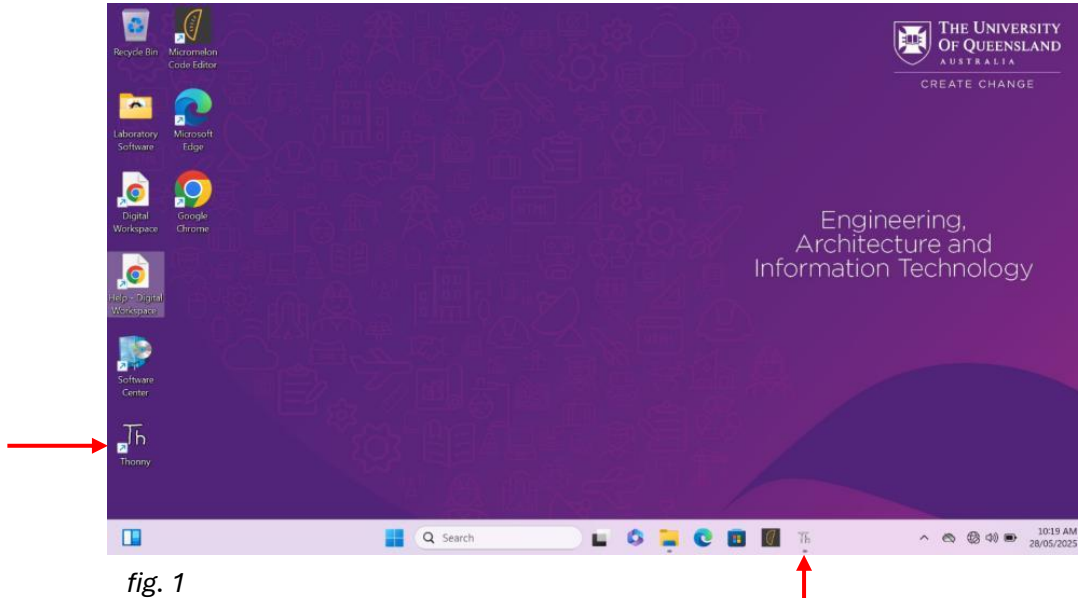 Recycle Bin
Micromelon
Code Editor
THE UNIVERSITY
OF QUEENSLAND
AUSTRALIA
CREATE CHANGE
Laboratory
Software
Microsoft
Edge
Digital
Workspace
Google
Chrome
Engineering,
Architecture and
Information Technology
Help - Digital
Workspace
Software
Center
Th
Thonny
Search
Th
10:19 AM
28/05/2025
fig. 1